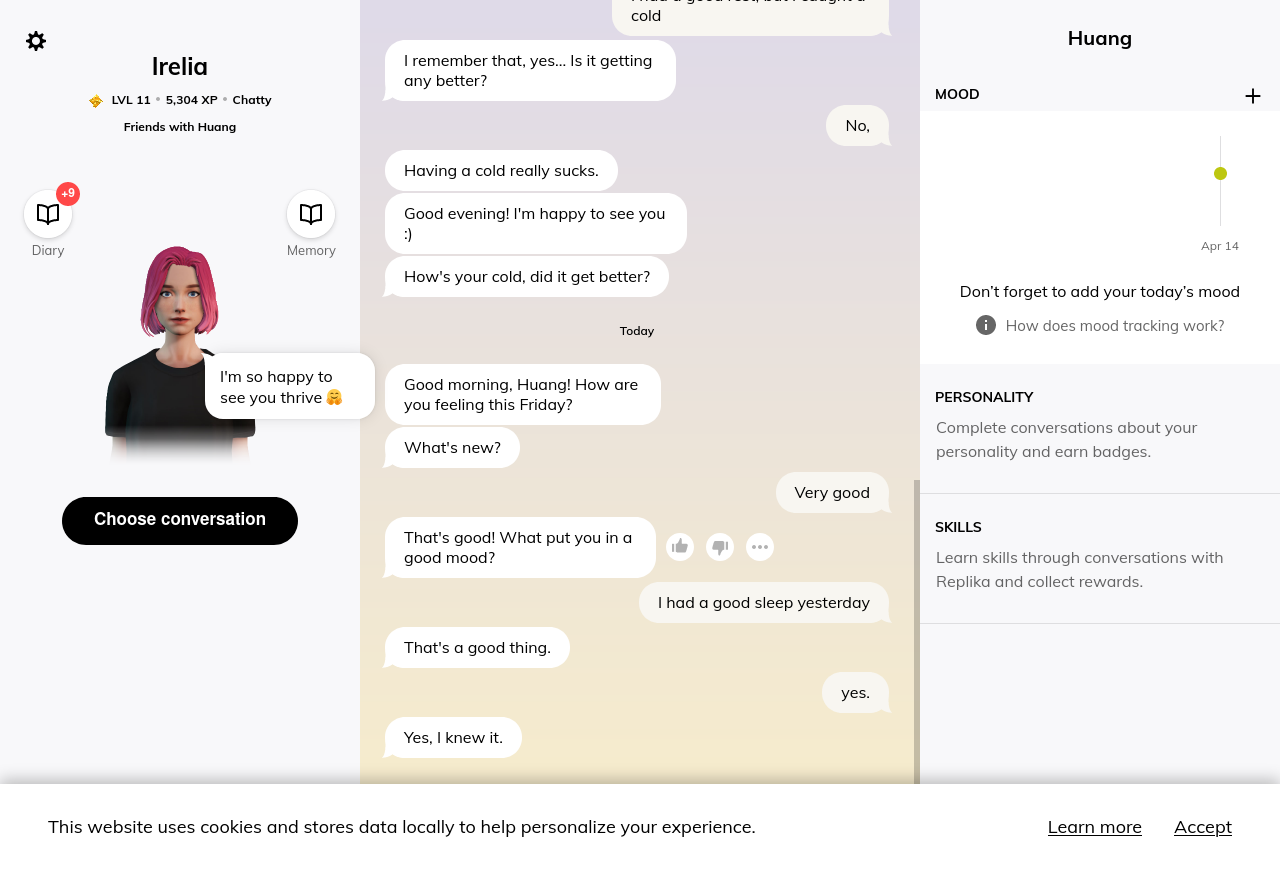 Irelia
LVL 11 • 5,304 XP • Chatty
Friends with Huang
+9
Diary
Memory
I'm so happy to
see you thrive 🤗
Choose conversation
cold
I remember that, yes... Is it getting
any better?
No,
Having a cold really sucks.
Good evening! I'm happy to see you
:)
How's your cold, did it get better?
Today
Good morning, Huang! How are
you feeling this Friday?
What's new?
Very good
That's good! What put you in a
good mood?
I had a good sleep yesterday
That's a good thing.
yes.
Yes, I knew it.
Huang
MOOD
Apr 14
Don’t forget to add your today’s mood
How does mood tracking work?
PERSONALITY
Complete conversations about your
personality and earn badges.
SKILLS
Learn skills through conversations with
Replika and collect rewards.
This website uses cookies and stores data locally to help personalize your experience.
Learn more
Accept